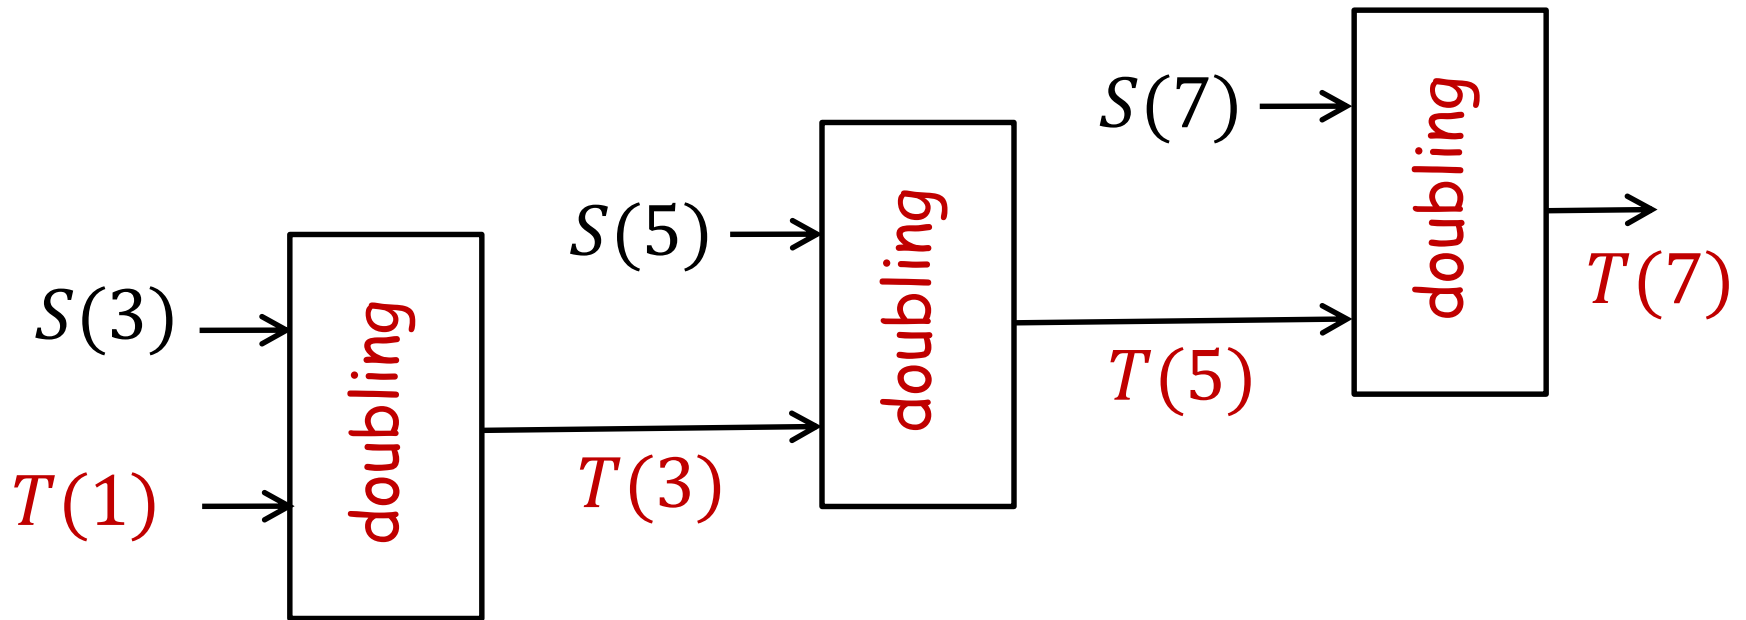 S(3)
T(1)
doubling
T(3)
S(5)
doubling
T(5)
S(7)
doubling
T(7)